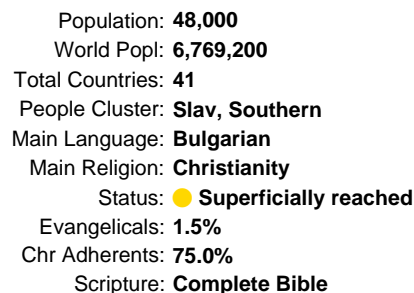 Population: 48,000
World Popl: 6,769,200
Total Countries: 41
People Cluster: Slav, Southern
Main Language: Bulgarian
Main Religion: Christianity
Status: Superficially reached
Evangelicals: 1.5%
Chr Adherents: 75.0%
Scripture: Complete Bible